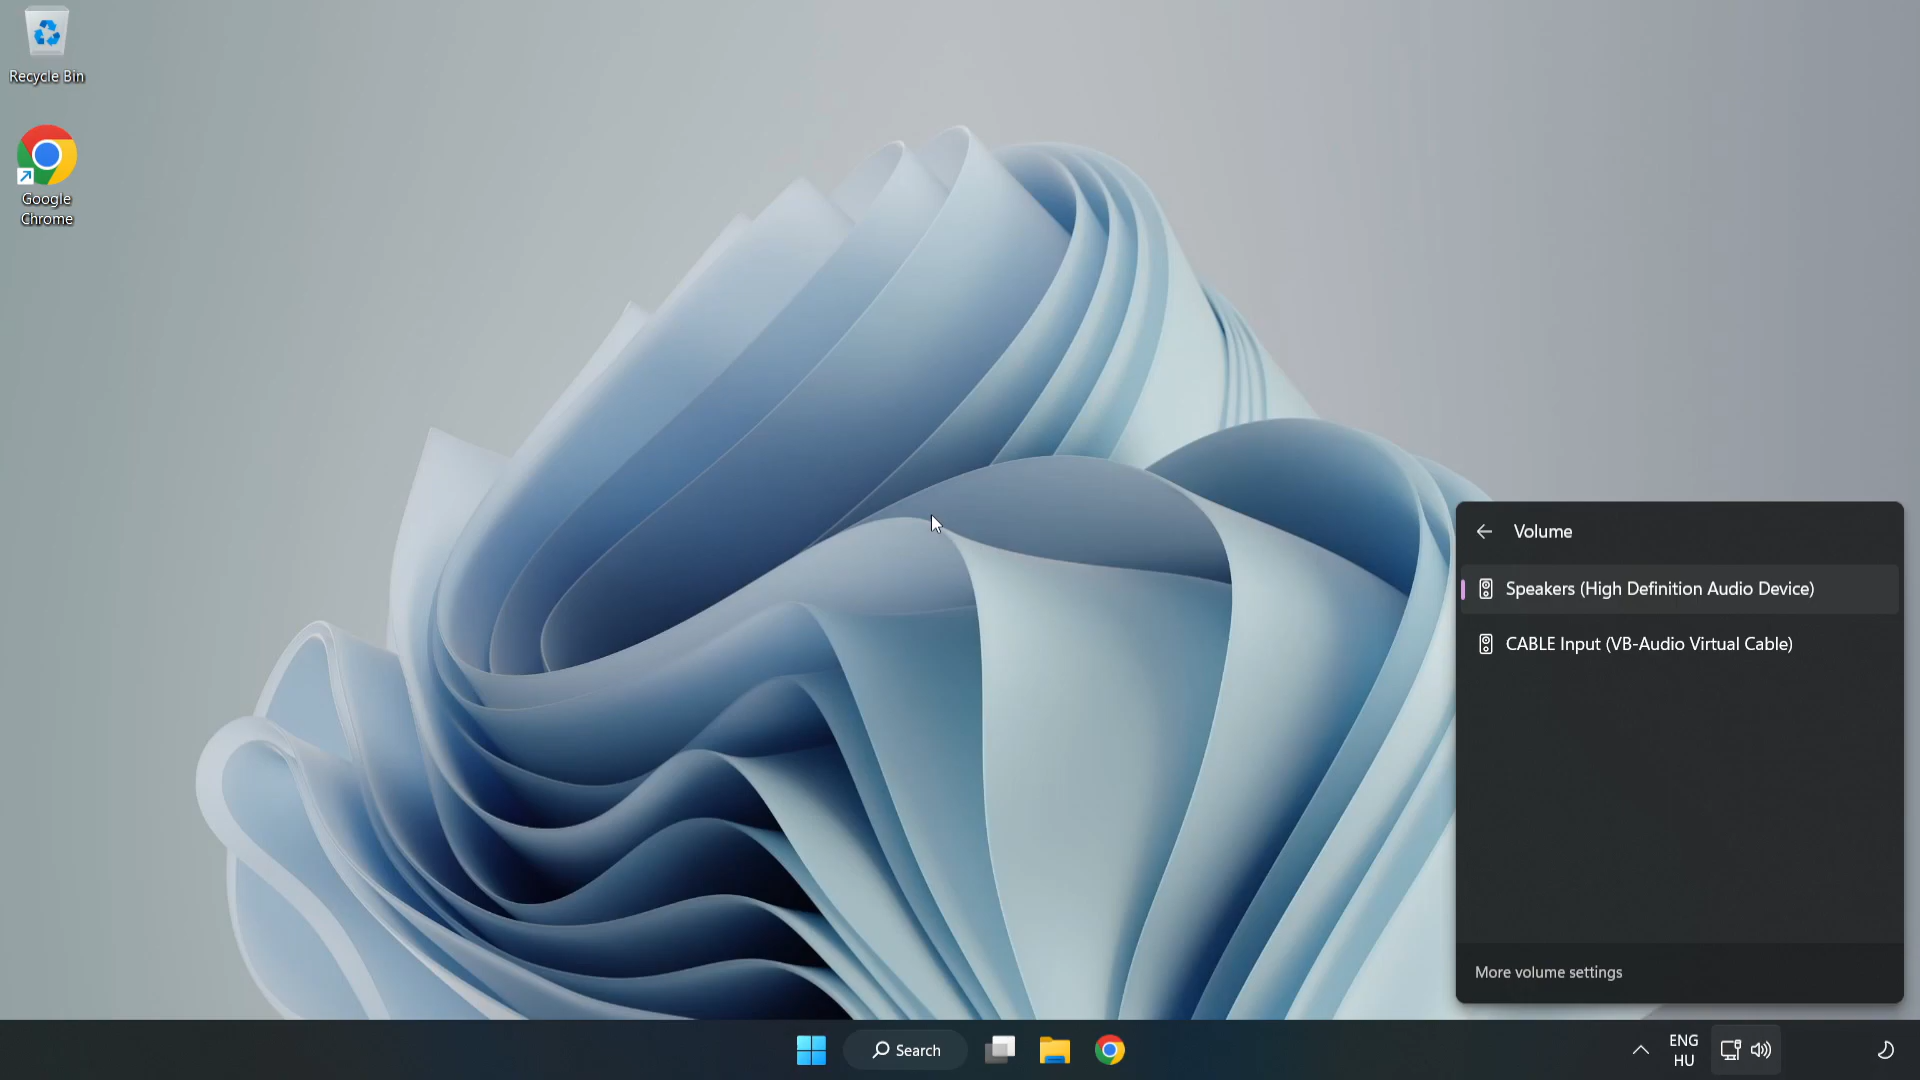 Recycle Bin
Google
Chrome
Volume
Speakers (High Definition Audio Device)
CABLE Input (VB-Audio Virtual Cable)
More volume settings
Search
ENG
HU